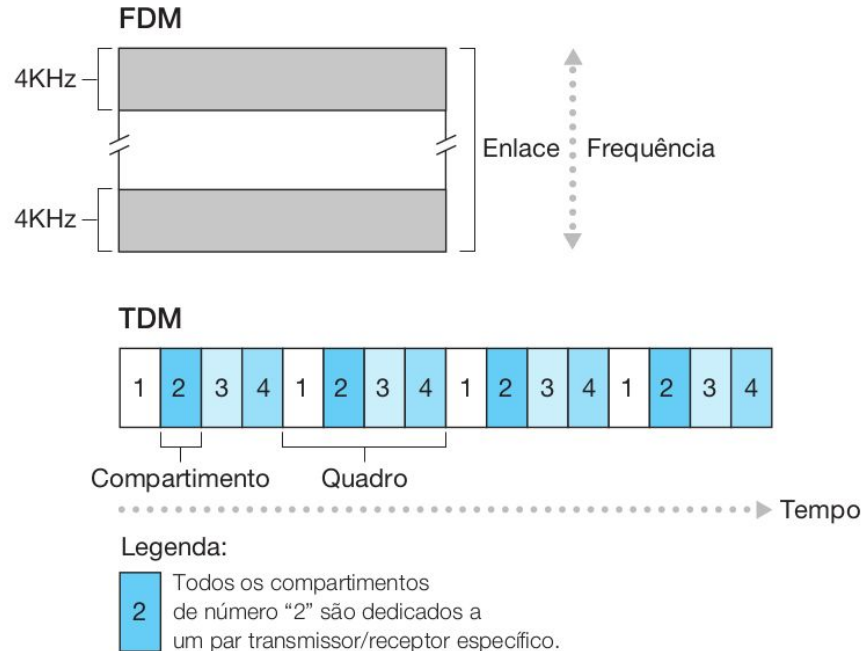 FDM
4KHz
Enlace
Frequência
4KHz
TDM
1 2 3 4 1 2 3 4 1 2 3 4 1 2 3 4
Compartimento
Quadro
Tempo
Legenda:
2
Todos os compartimentos
de número “2” são dedicados a
um par transmissor/receptor específico.